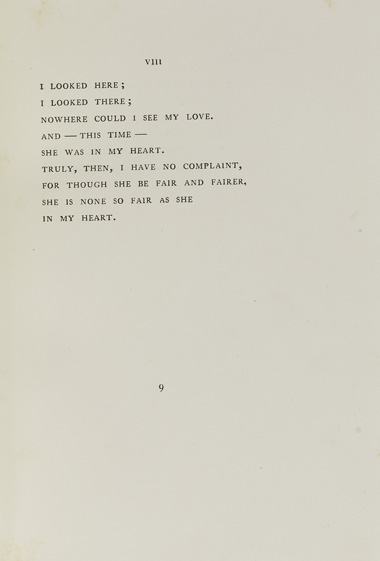 VIII
I LOOKED HERE;
I LOOKED THERE;
NOWHERE COULD I SEE MY LOVE.
AND — THIS TIME —
SHE WAS IN MY HEART.
TRULY, THEN, I HAVE NO COMPLAINT,
FOR THOUGH SHE BE FAIR AND FAIRER,
SHE IS NONE SO FAIR AS SHE
IN MY HEART.
9